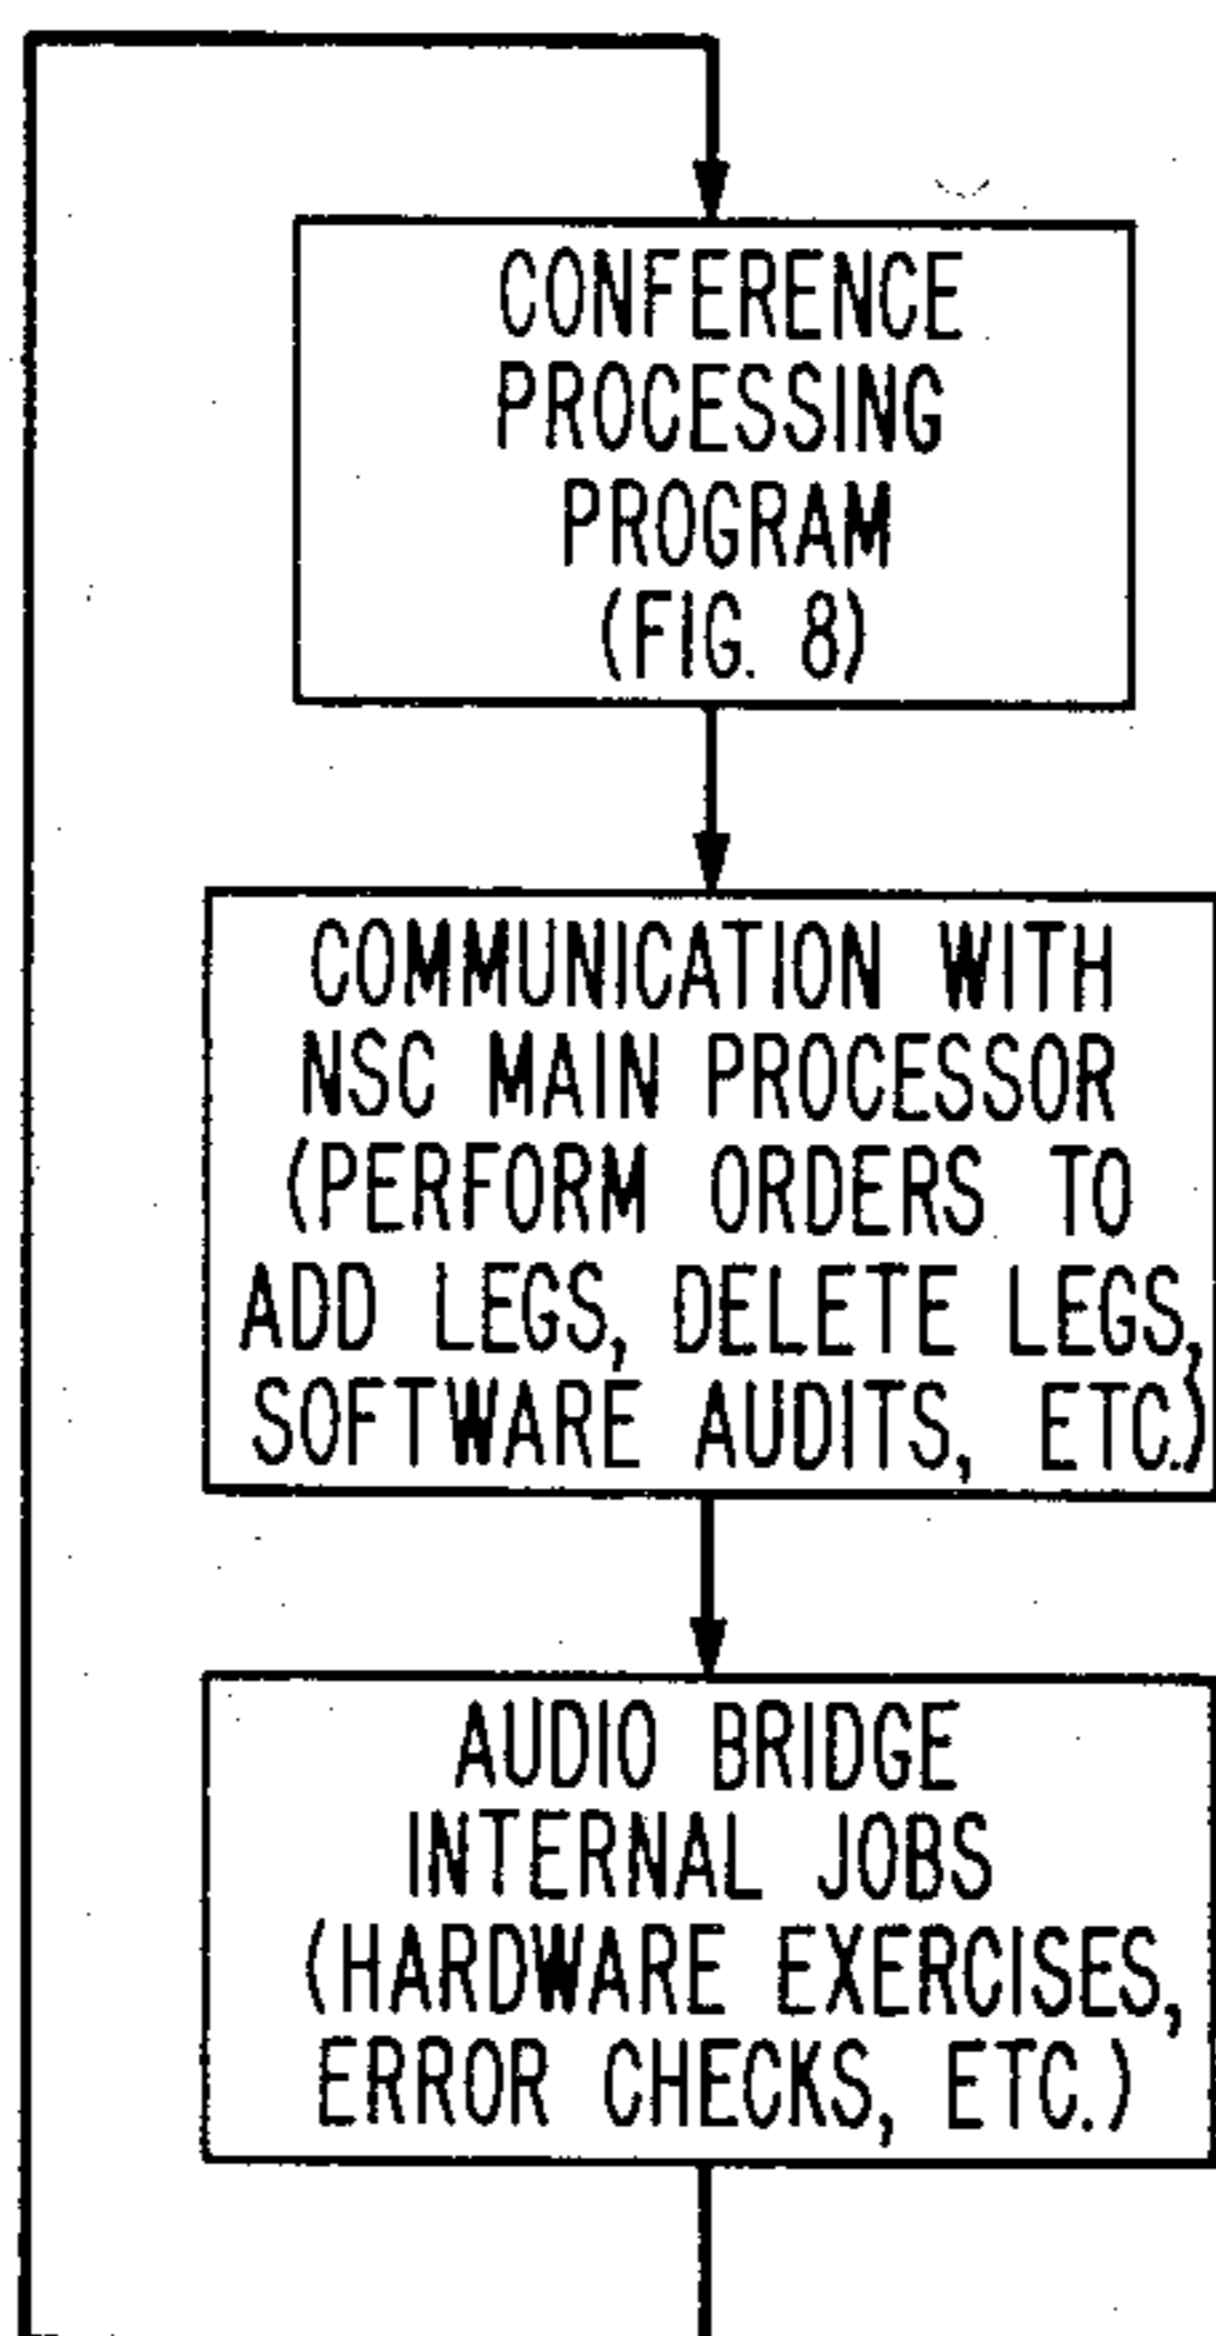 CONFERENCE
PROCESSING
PROGRAM
(FIG. 8)
COMMUNICATION WITH
NSC MAIN PROCESSOR
(PERFORM ORDERS TO
ADD LEGS, DELETE LEGS,
SOFTWARE AUDITS, ETC.)
AUDIO BRIDGE
INTERNAL JOBS
(HARDWARE EXERCISES,
ERROR CHECKS, ETC.)